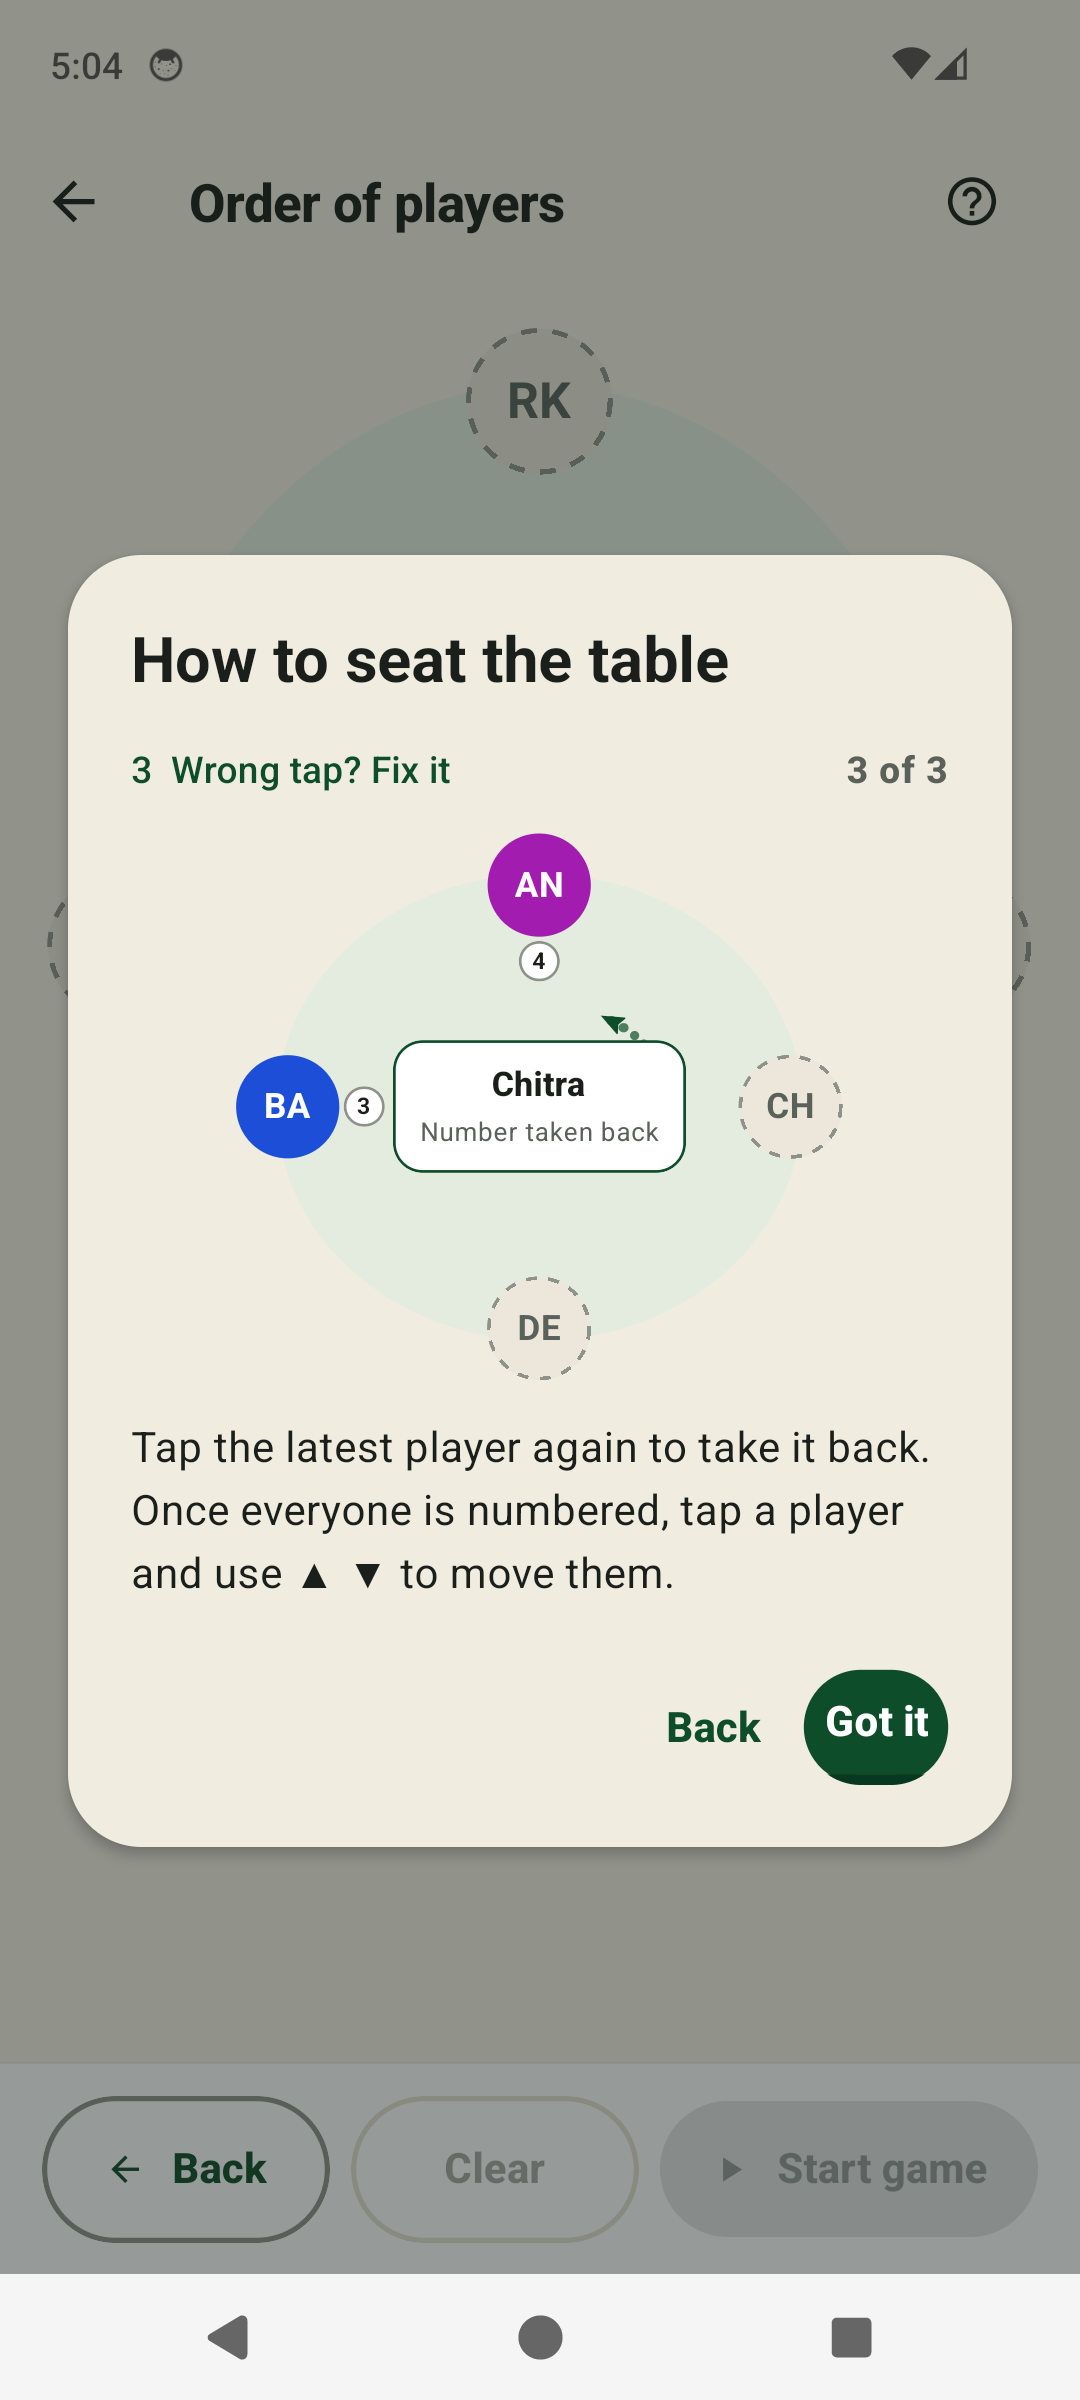 5:04
Order of players
RK
How to seat the table
3 Wrong tap? Fix it
3 of 3
AN
4
BA
3
Chitra
Number taken back
CH
DE
Tap the latest player again to take it back.
Once everyone is numbered, tap a player
and use ▲ ▼ to move them.
Back
Got it
Back
Clear
Start game